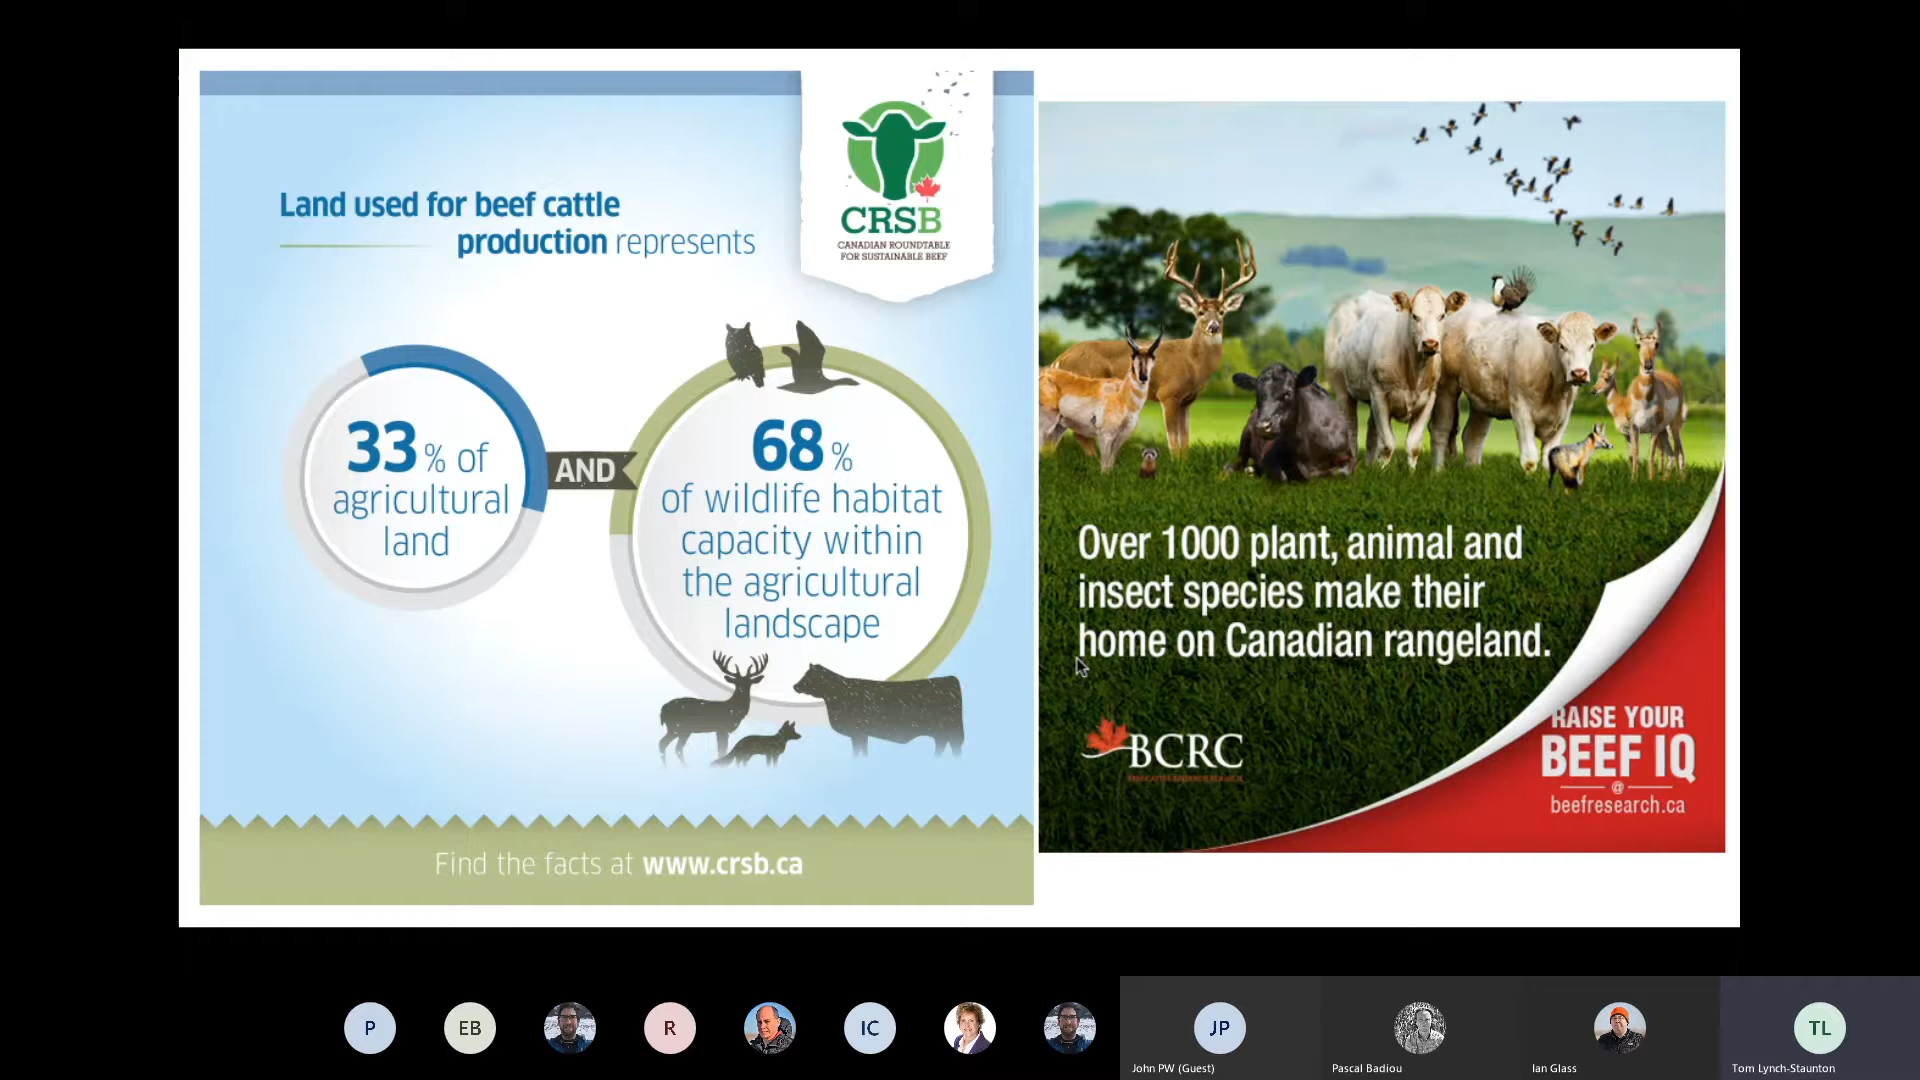 Land used for beef cattle
production represents
CRSB
CANADIAN ROUNDTABLE
FOR SUSTAINABLE BEEF
33 % of
agricultural
land
AND
68 %
of wildlife habitat
capacity within
the agricultural
landscape
Find the facts at www.crsb.ca
Over 1000 plant, animal and
insect species make their
home on Canadian rangeland.
BCRC
RAISE YOUR
BEEF IQ
@
beefresearch.ca
P
EB
R
IC
JP
TL
John PW (Guest)
Pascal Badiou
Ian Glass
Tom Lynch-Staunton